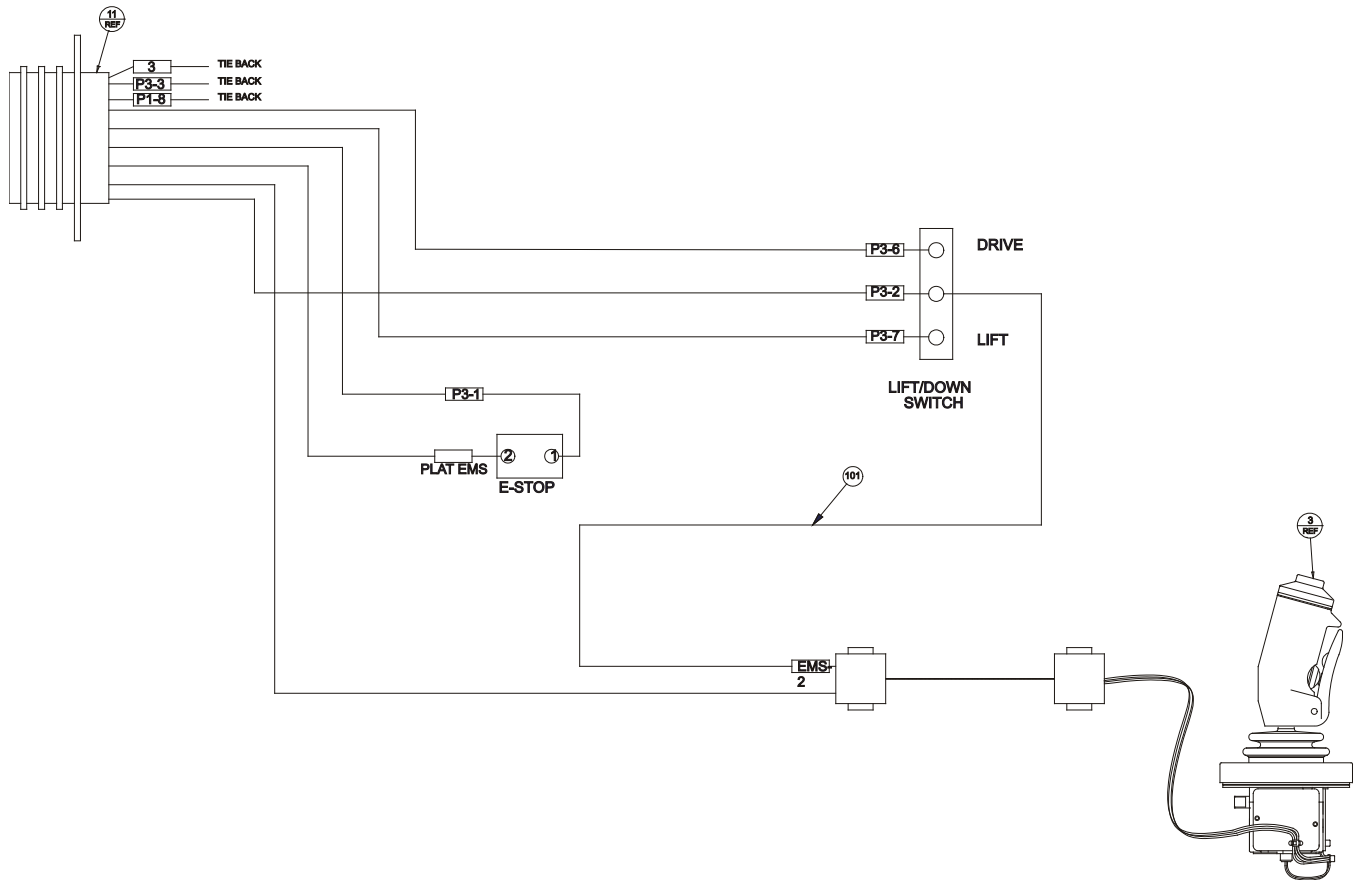 11
REF
3
TIE BACK
P3-3
TIE BACK
P1-8
TIE BACK
P3-6
DRIVE
P3-2
P3-7
LIFT
LIFT/DOWN
SWITCH
P3-1
2
1
PLAT EMS
E-STOP
101
3
REF
EMS
2